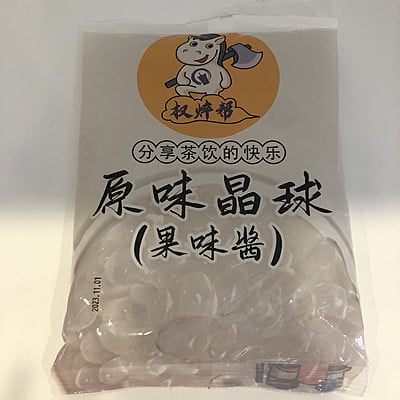 权烨帮
分享茶饮的快乐
原味晶球
(果味酱)
2023.11.01